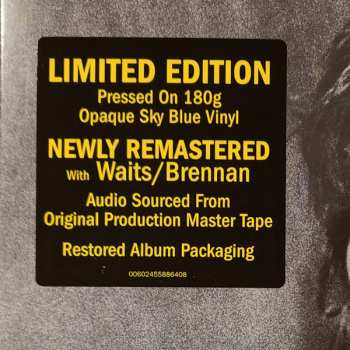 LIMITED EDITION
Pressed On 180g
Opaque Sky Blue Vinyl
NEWLY REMASTERED
With Waits/Brennan
Audio Sourced From
Original Production Master Tape
Restored Album Packaging
00602455886408